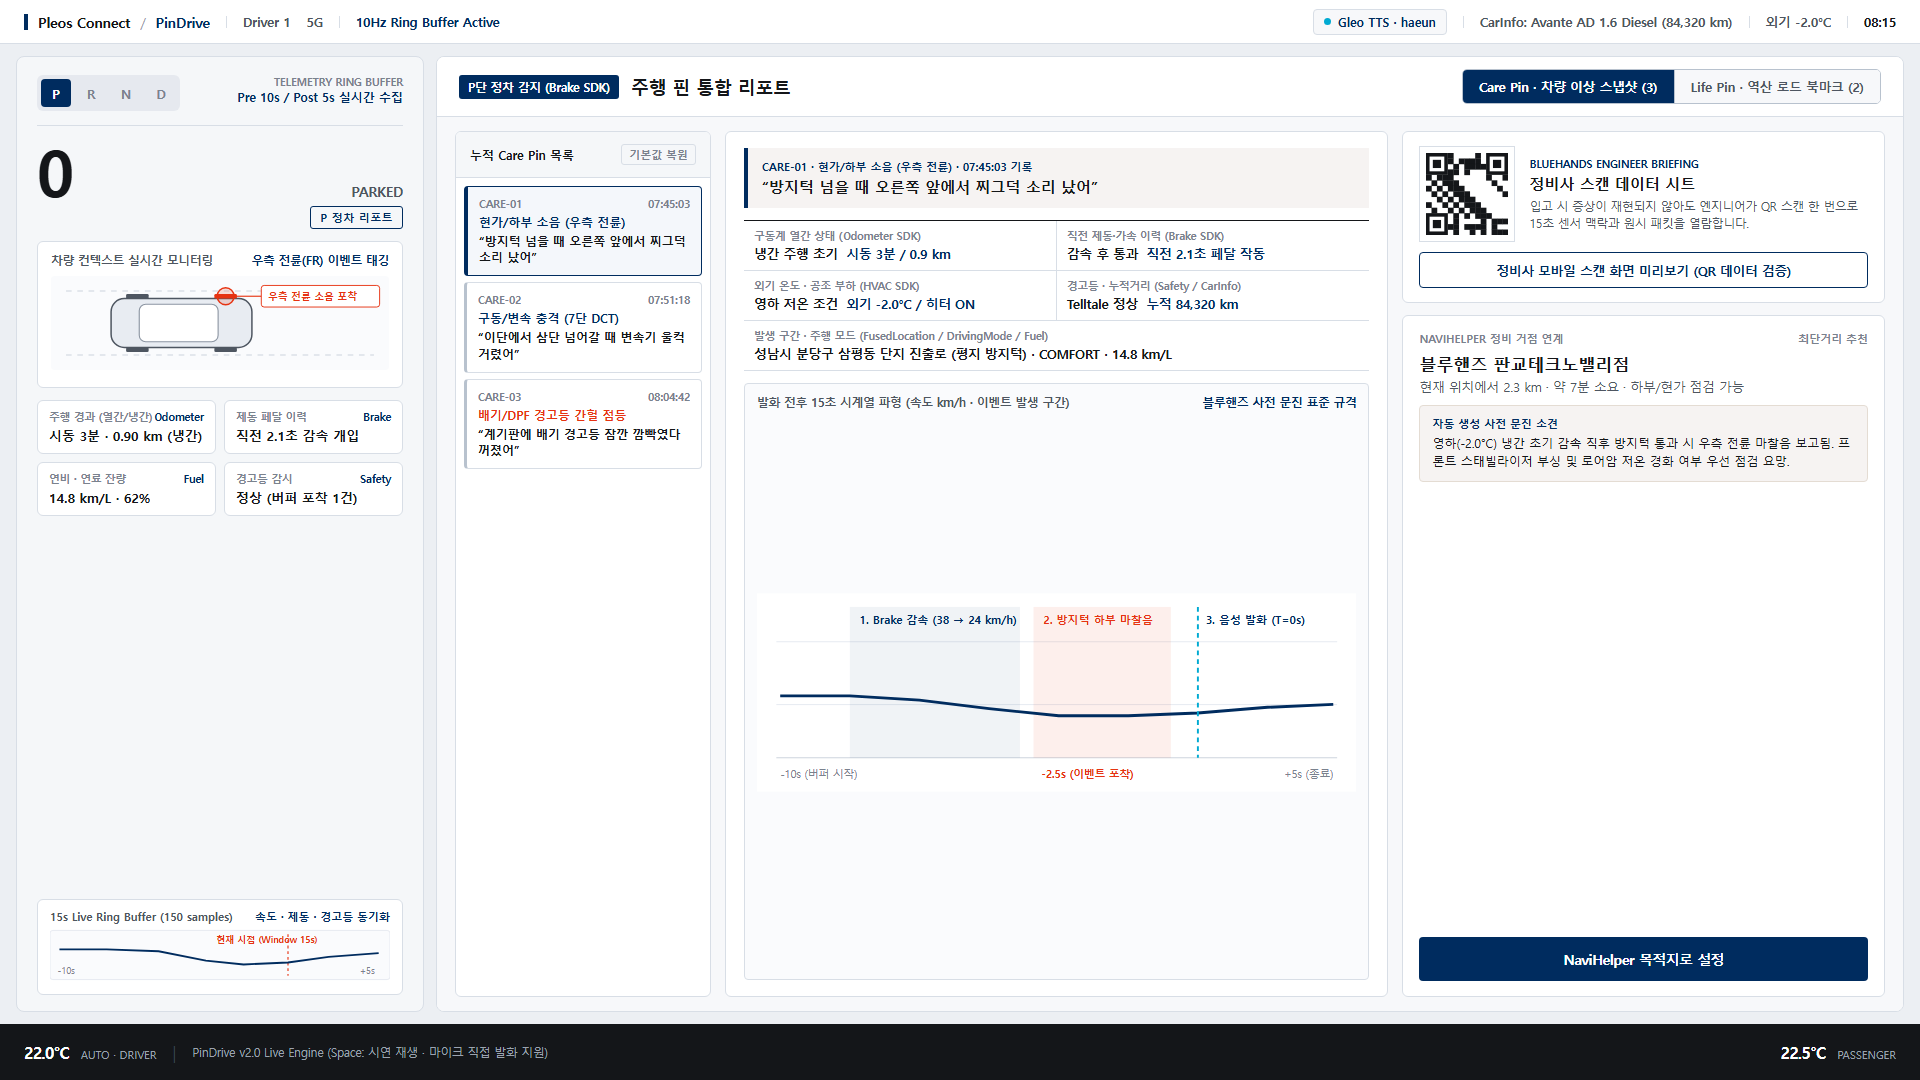 Pleos Connect / PinDrive Driver 1 5G 10Hz Ring Buffer Active
Gleo TTS · haeun CarInfo: Avante AD 1.6 Diesel (84,320 km) 외기 -2.0°C 08:15
P R N D
TELEMETRY RING BUFFER
Pre 10s / Post 5s 실시간 수집
0
PARKED
P 정차 리포트
차량 컨텍스트 실시간 모니터링 우측 전륜(FR) 이벤트 태깅
우측 전륜 소음 포착
주행 경과 (열간/냉간) Odometer
시동 3분 · 0.90 km (냉간)
제동 페달 이력 Brake
직전 2.1초 감속 개입
연비 · 연료 잔량 Fuel
14.8 km/L · 62%
경고등 감시 Safety
정상 (버퍼 포착 1건)
15s Live Ring Buffer (150 samples) 속도 · 제동 · 경고등 동기화
현재 시점 (Window 15s)
-10s +5s
P단 정차 감지 (Brake SDK) 주행 핀 통합 리포트
Care Pin · 차량 이상 스냅샷 (3) Life Pin · 역산 로드 북마크 (2)
누적 Care Pin 목록 기본값 복원
CARE-01 07:45:03
현가/하부 소음 (우측 전륜)
“방지턱 넘을 때 오른쪽 앞에서 찌그덕
소리 났어”
CARE-02 07:51:18
구동/변속 충격 (7단 DCT)
“이단에서 삼단 넘어갈 때 변속기 울컥
거렸어”
CARE-03 08:04:42
배기/DPF 경고등 간헐 점등
“계기판에 배기 경고등 잠깐 깜빡였다
꺼졌어”
CARE-01 · 현가/하부 소음 (우측 전륜) · 07:45:03 기록
“방지턱 넘을 때 오른쪽 앞에서 찌그덕 소리 났어”
구동계 열간 상태 (Odometer SDK)
냉간 주행 초기 시동 3분 / 0.9 km
직전 제동·가속 이력 (Brake SDK)
감속 후 통과 직전 2.1초 페달 작동
외기 온도 · 공조 부하 (HVAC SDK)
영하 저온 조건 외기 -2.0°C / 히터 ON
경고등 · 누적거리 (Safety / CarInfo)
Telltale 정상 누적 84,320 km
발생 구간 · 주행 모드 (FusedLocation / DrivingMode / Fuel)
성남시 분당구 삼평동 단지 진출로 (평지 방지턱) · COMFORT · 14.8 km/L
발화 전후 15초 시계열 파형 (속도 km/h · 이벤트 발생 구간) 블루핸즈 사전 문진 표준 규격
1. Brake 감속 (38 → 24 km/h) 2. 방지턱 하부 마찰음 3. 음성 발화 (T=0s)
-10s (버퍼 시작) -2.5s (이벤트 포착) +5s (종료)
BLUEHANDS ENGINEER BRIEFING
정비사 스캔 데이터 시트
입고 시 증상이 재현되지 않아도 엔지니어가 QR 스캔 한 번으로
15초 센서 맥락과 원시 패킷을 열람합니다.
정비사 모바일 스캔 화면 미리보기 (QR 데이터 검증)
NAVIHELPER 정비 거점 연계 최단거리 추천
블루핸즈 판교테크노밸리점
현재 위치에서 2.3 km · 약 7분 소요 · 하부/현가 점검 가능
자동 생성 사전 문진 소견
영하(-2.0°C) 냉간 초기 감속 직후 방지턱 통과 시 우측 전륜 마찰음 보고됨. 프
론트 스태빌라이저 부싱 및 로어암 저온 경화 여부 우선 점검 요망.
NaviHelper 목적지로 설정
22.0°C AUTO · DRIVER PinDrive v2.0 Live Engine (Space: 시연 재생 · 마이크 직접 발화 지원)
22.5°C PASSENGER